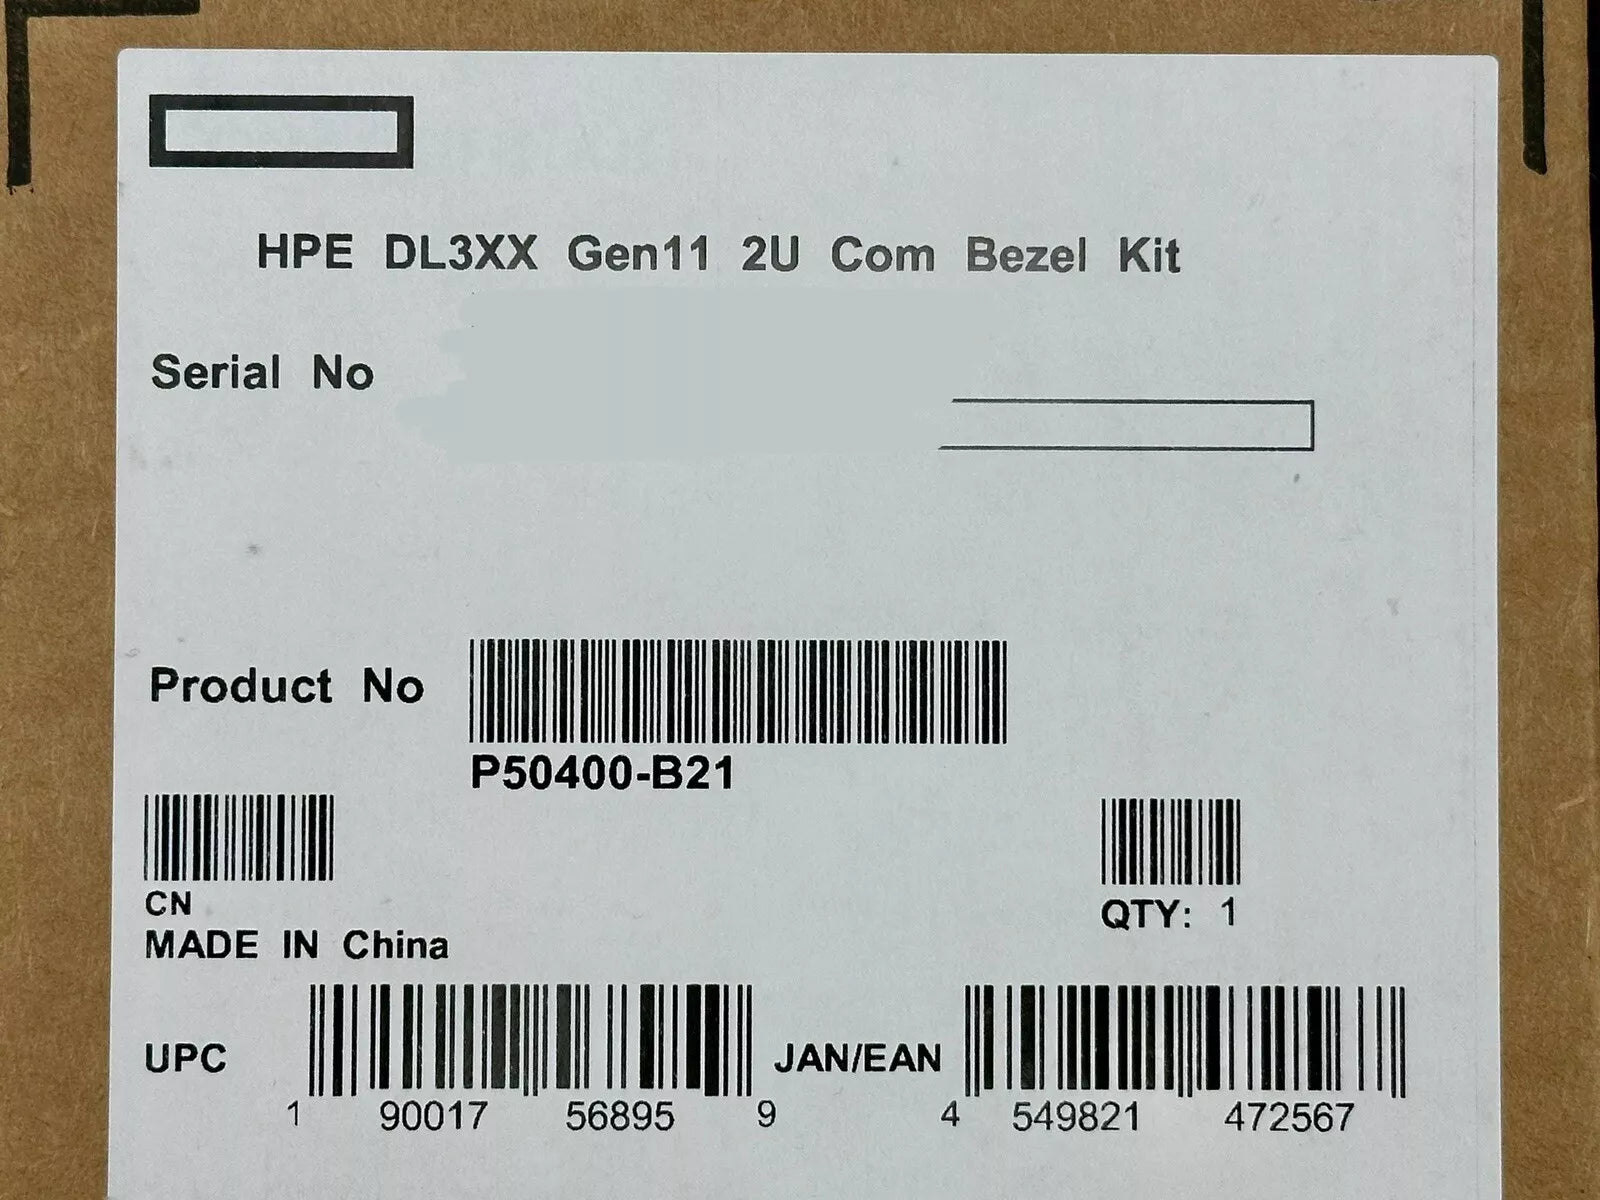 HPE DL3XX Gen11 2U Com Bezel Kit
Serial No
Product No
P50400-B21
CN
QTY: 1
MADE IN China
UPC
1 90017 56895 9
JAN/EAN
4 549821 472567